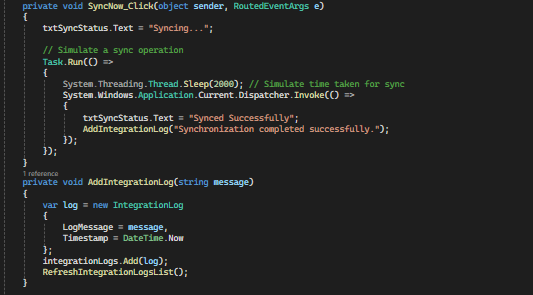 private void SyncNow_Click(object sender, RoutedEventArgs e)
{
txtSyncStatus.Text = "Syncing...";
// Simulate a sync operation
Task.Run(() =>
{
System.Threading.Thread.Sleep(2000); // Simulate time taken for sync
System.Windows.Application.Current.Dispatcher.Invoke(() =>
{
txtSyncStatus.Text = "Synced Successfully";
AddIntegrationLog("Synchronization completed successfully.");
});
});
}
1 reference
private void AddIntegrationLog(string message)
{
var log = new IntegrationLog
{
LogMessage = message,
Timestamp = DateTime.Now
};
integrationLogs.Add(log);
RefreshIntegrationLogsList();
}